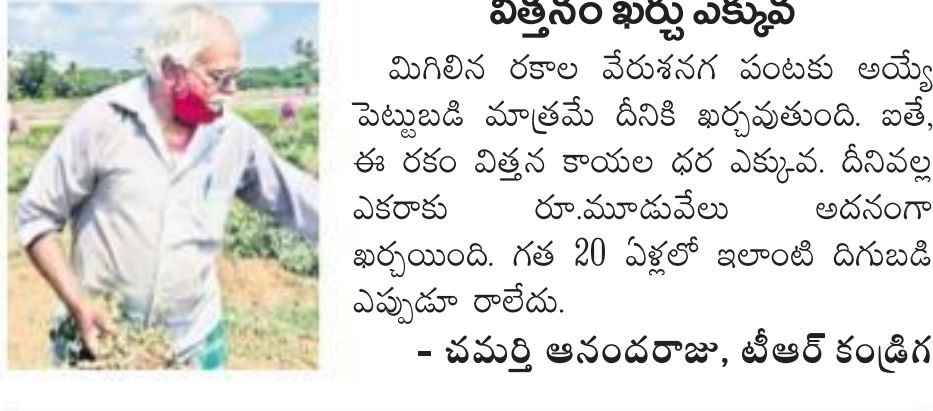 విత్తనం ఖర్చు ఎక్కువ
మిగిలిన రకాల వేరుశనగ పంటకు అయ్యే
పెట్టుబడి మాత్రమే దీనికి ఖర్చవుతుంది. ఐతే,
ఈ రకం విత్తన కాయల ధర ఎక్కువ. దీనివల్ల
ఎకరాకు రూ.మూడువేలు అదనంగా
ఖర్చయింది. గత 20 ఏళ్లలో ఇలాంటి దిగుబడి
ఎప్పుడూ రాలేదు.
- చమర్తి ఆనందరాజు, టీఆర్ కండ్రిగ